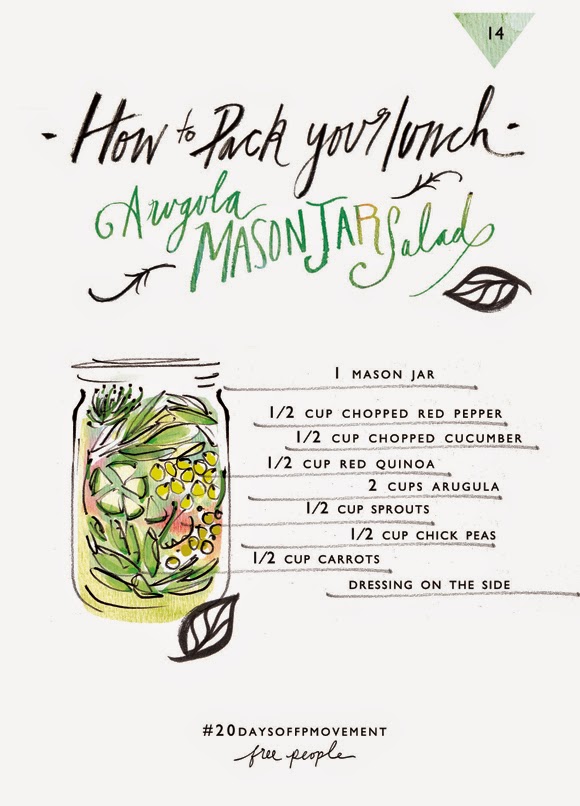 14
How to Pack your lunch
Arugula
MASON JAR Salad
1 MASON JAR
1/2 CUP CHOPPED RED PEPPER
1/2 CUP CHOPPED CUCUMBER
1/2 CUP RED QUINOA
2 CUPS ARUGULA
1/2 CUP SPROUTS
1/2 CUP CHICK PEAS
1/2 CUP CARROTS
DRESSING ON THE SIDE
#20DAYSOFFPMOVEMENT
free people